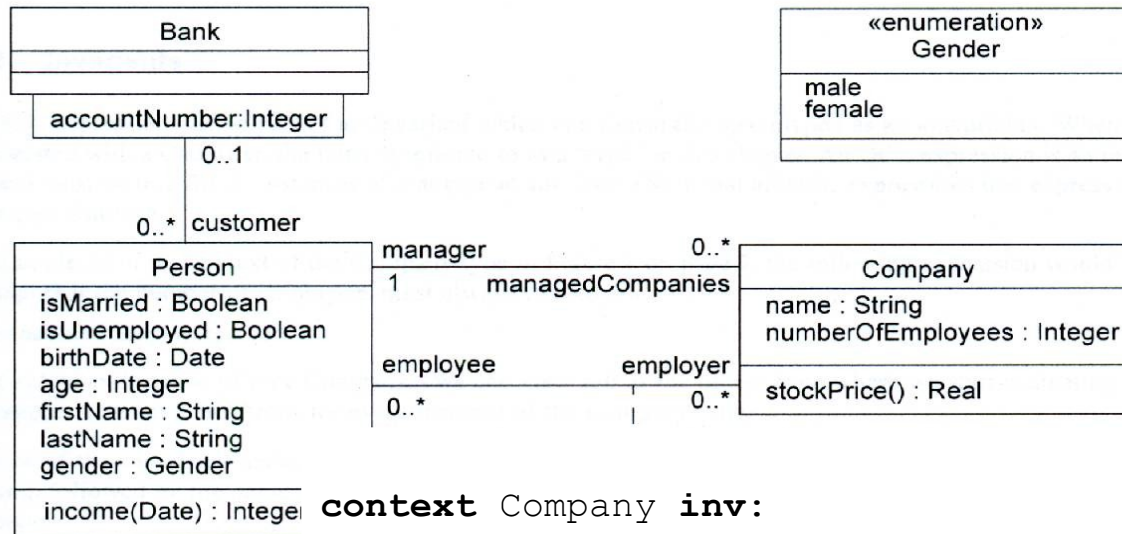 Bank
accountNumber:Integer
0..1
0..* customer
«enumeration»
Gender
male
female
Person
isMarried : Boolean
isUnemployed : Boolean
birthDate : Date
age : Integer
firstName : String
lastName : String
gender : Gender
income(Date) : Intege
manager
1
0..*
managedCompanies
employee
0..*
employer
0..*
Company
name : String
numberOfEmployees : Integer
stockPrice() : Real
context Company inv: